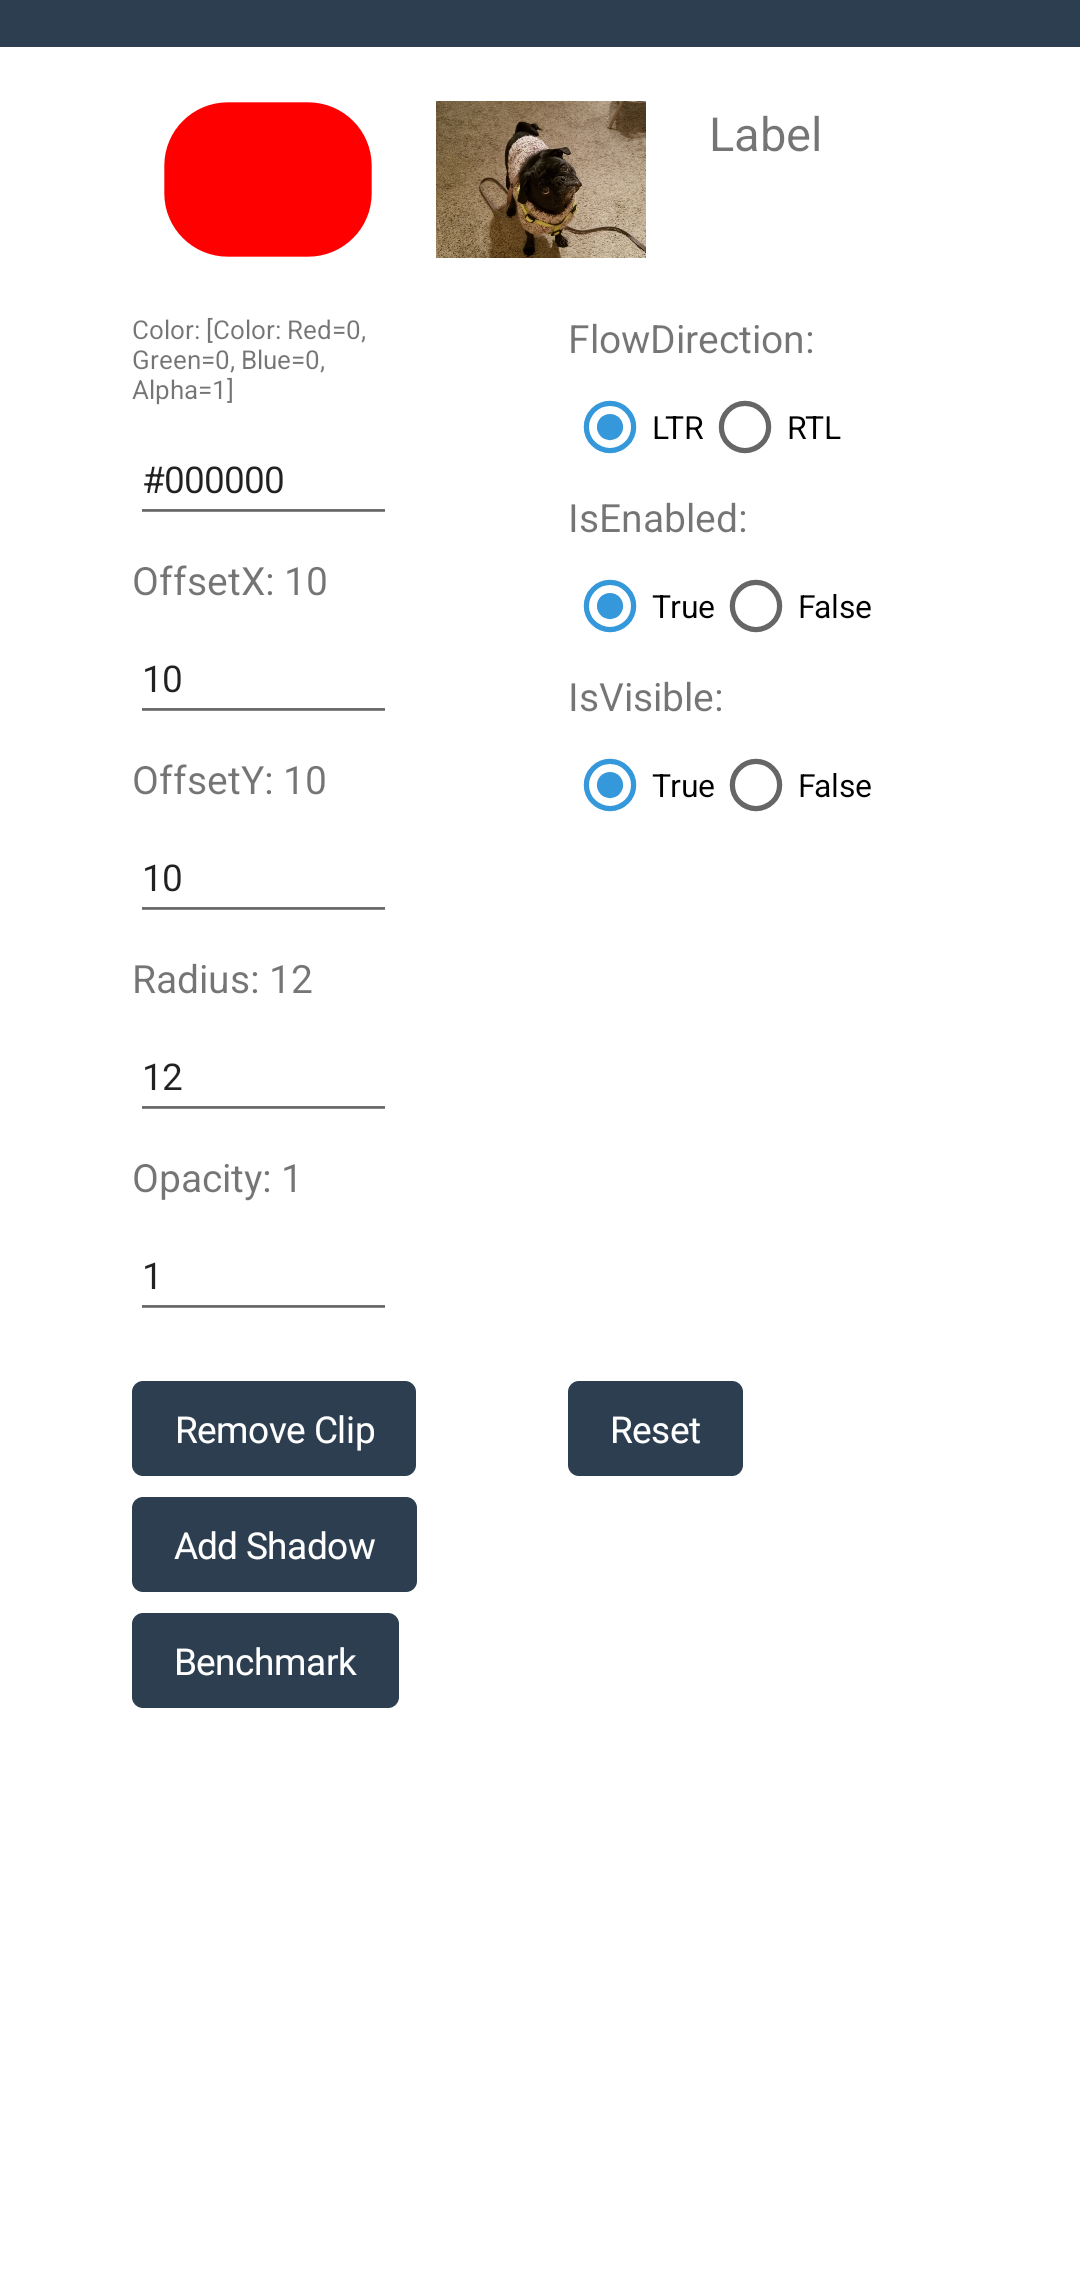 Label
Color: [Color: Red=0,
Green=0, Blue=0,
Alpha=1]
#000000
OffsetX: 10
10
OffsetY: 10
10
Radius: 12
12
Opacity: 1
1
FlowDirection:
LTR RTL
IsEnabled:
True False
IsVisible:
True False
Remove Clip
Reset
Add Shadow
Benchmark